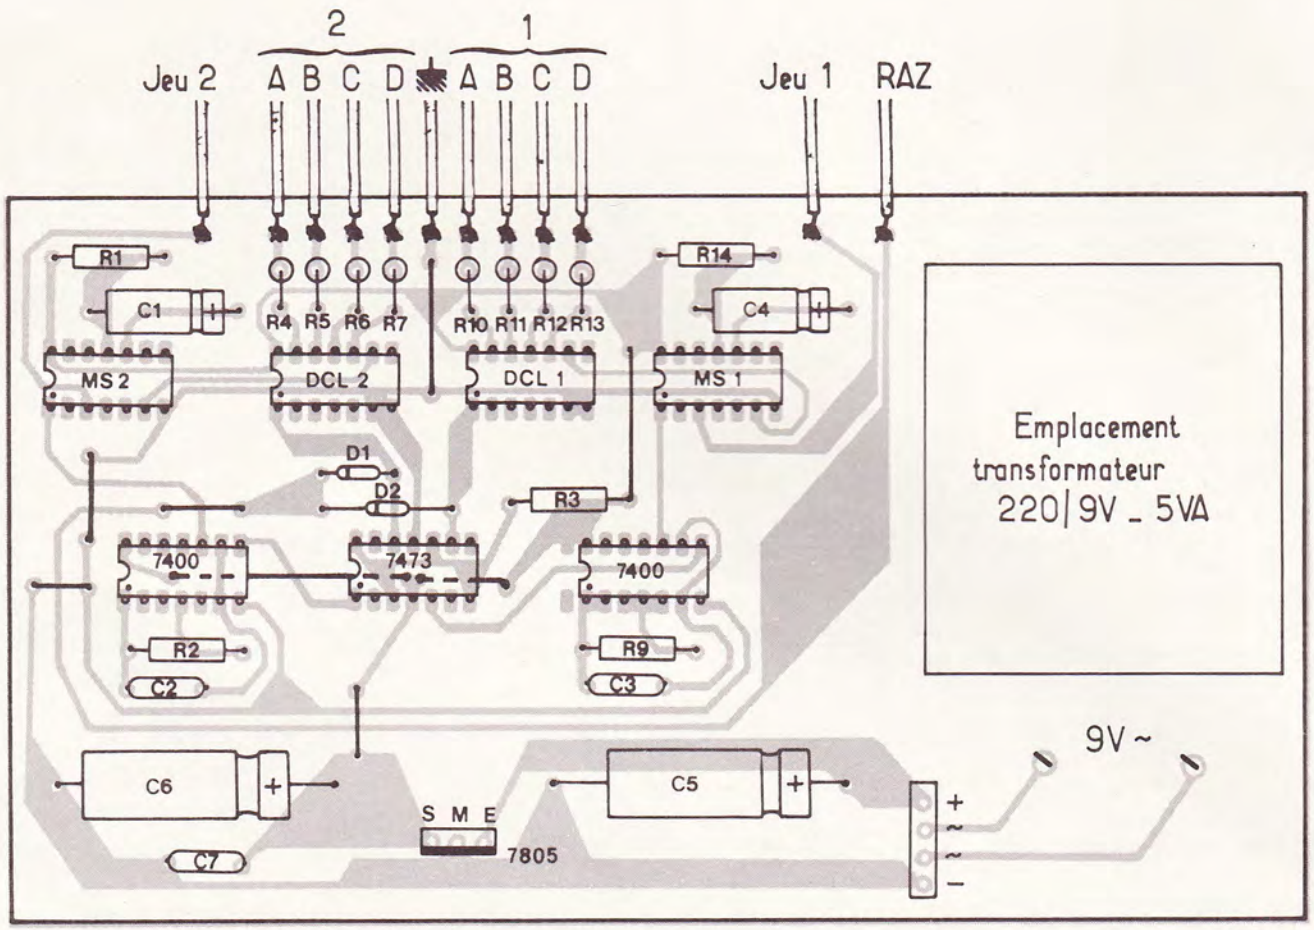 2 1
Jeu 2 A B C D A B C D Jeu 1 RAZ
R1 R14
C1 + C4 +
R4 R5 R6 R7 R10 R11 R12 R13
MS 2 DCL 2 DCL 1 MS 1
Emplacement
transformateur
220/9V _ 5VA
D1
D2
R3
7400 7473 7400
R2 R9
C2 C3
9V ~
C6 + C5 +
S M E +
~
7805 ~
C7 −